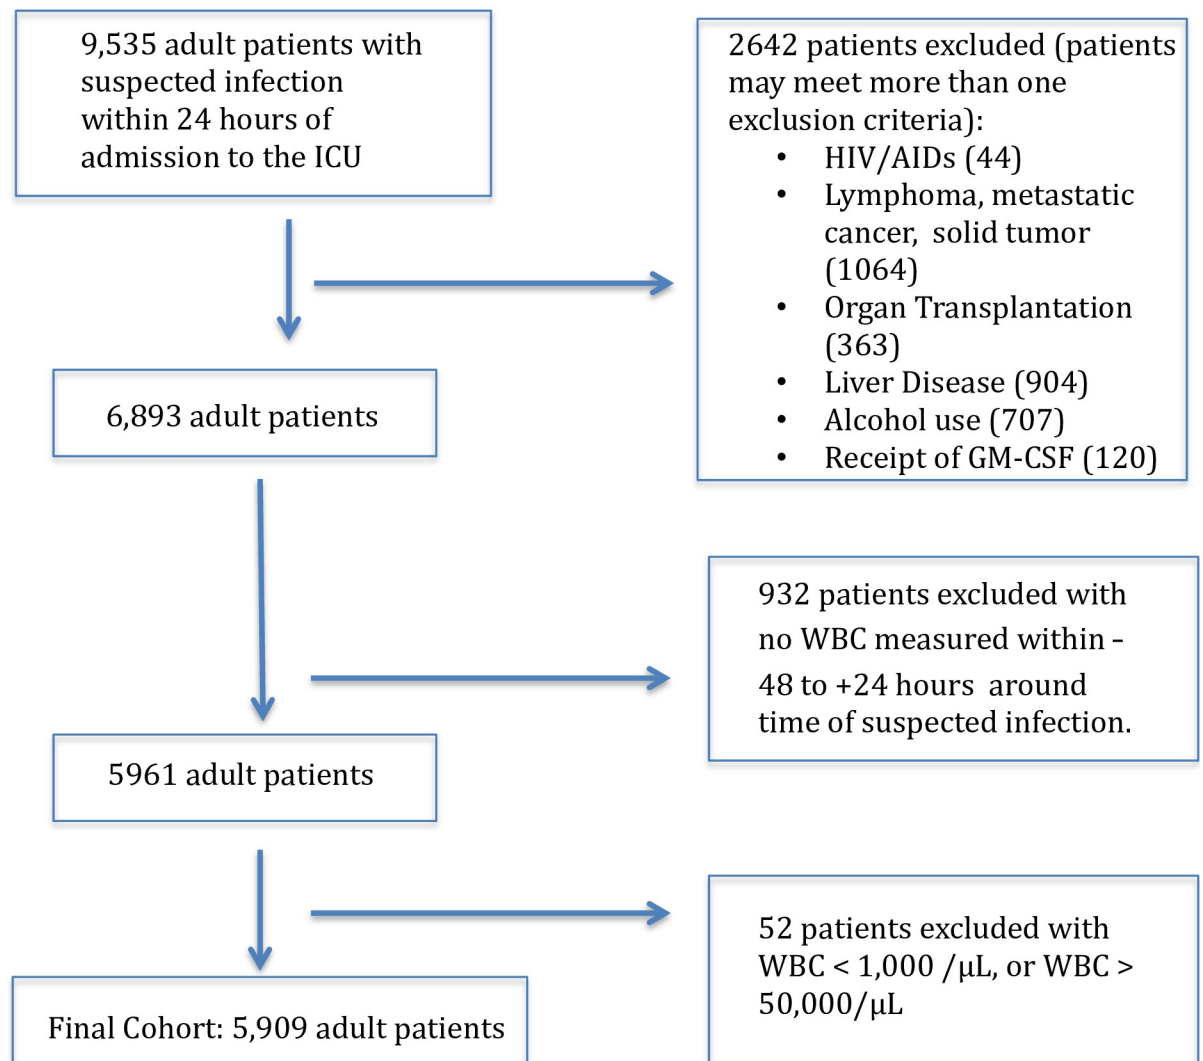 9,535 adult patients with
suspected infection
within 24 hours of
admission to the ICU
2642 patients excluded (patients
may meet more than one
exclusion criteria):
• HIV/AIDs (44)
• Lymphoma, metastatic
cancer, solid tumor
(1064)
• Organ Transplantation
(363)
• Liver Disease (904)
• Alcohol use (707)
• Receipt of GM-CSF (120)
6,893 adult patients
932 patients excluded with
no WBC measured within –
48 to +24 hours around
time of suspected infection.
5961 adult patients
52 patients excluded with
WBC < 1,000 /μL, or WBC >
50,000/μL
Final Cohort: 5,909 adult patients